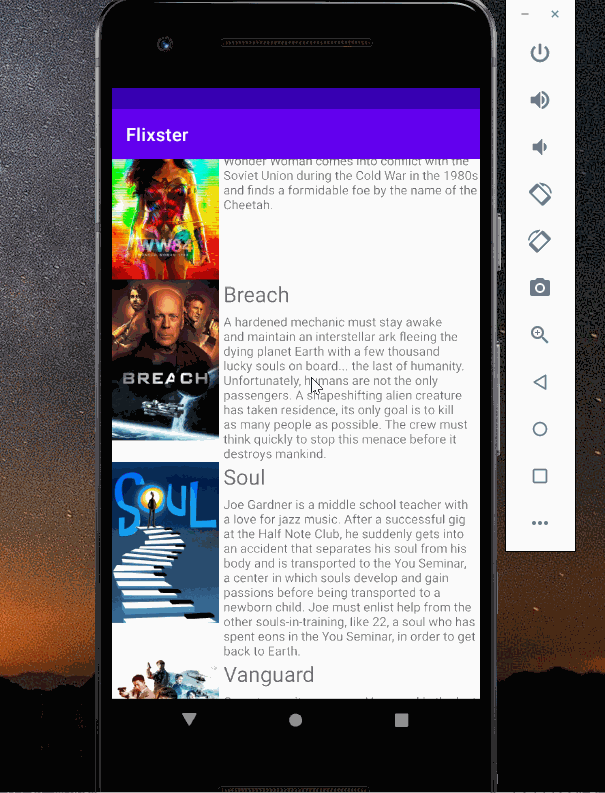 Flixster
Wonder Woman comes into conflict with the
Soviet Union during the Cold War in the 1980s
and finds a formidable foe by the name of the
Cheetah.
WW84
Breach
A hardened mechanic must stay awake
and maintain an interstellar ark fleeing the
dying planet Earth with a few thousand
lucky souls on board... the last of humanity.
Unfortunately, humans are not the only
passengers. A shapeshifting alien creature
has taken residence, its only goal is to kill
as many people as possible. The crew must
think quickly to stop this menace before it
destroys mankind.
BREACH
Soul
Joe Gardner is a middle school teacher with
a love for jazz music. After a successful gig
at the Half Note Club, he suddenly gets into
an accident that separates his soul from his
body and is transported to the You Seminar,
a center in which souls develop and gain
passions before being transported to a
newborn child. Joe must enlist help from the
other souls-in-training, like 22, a soul who has
spent eons in the You Seminar, in order to get
back to Earth.
SOUL
Vanguard